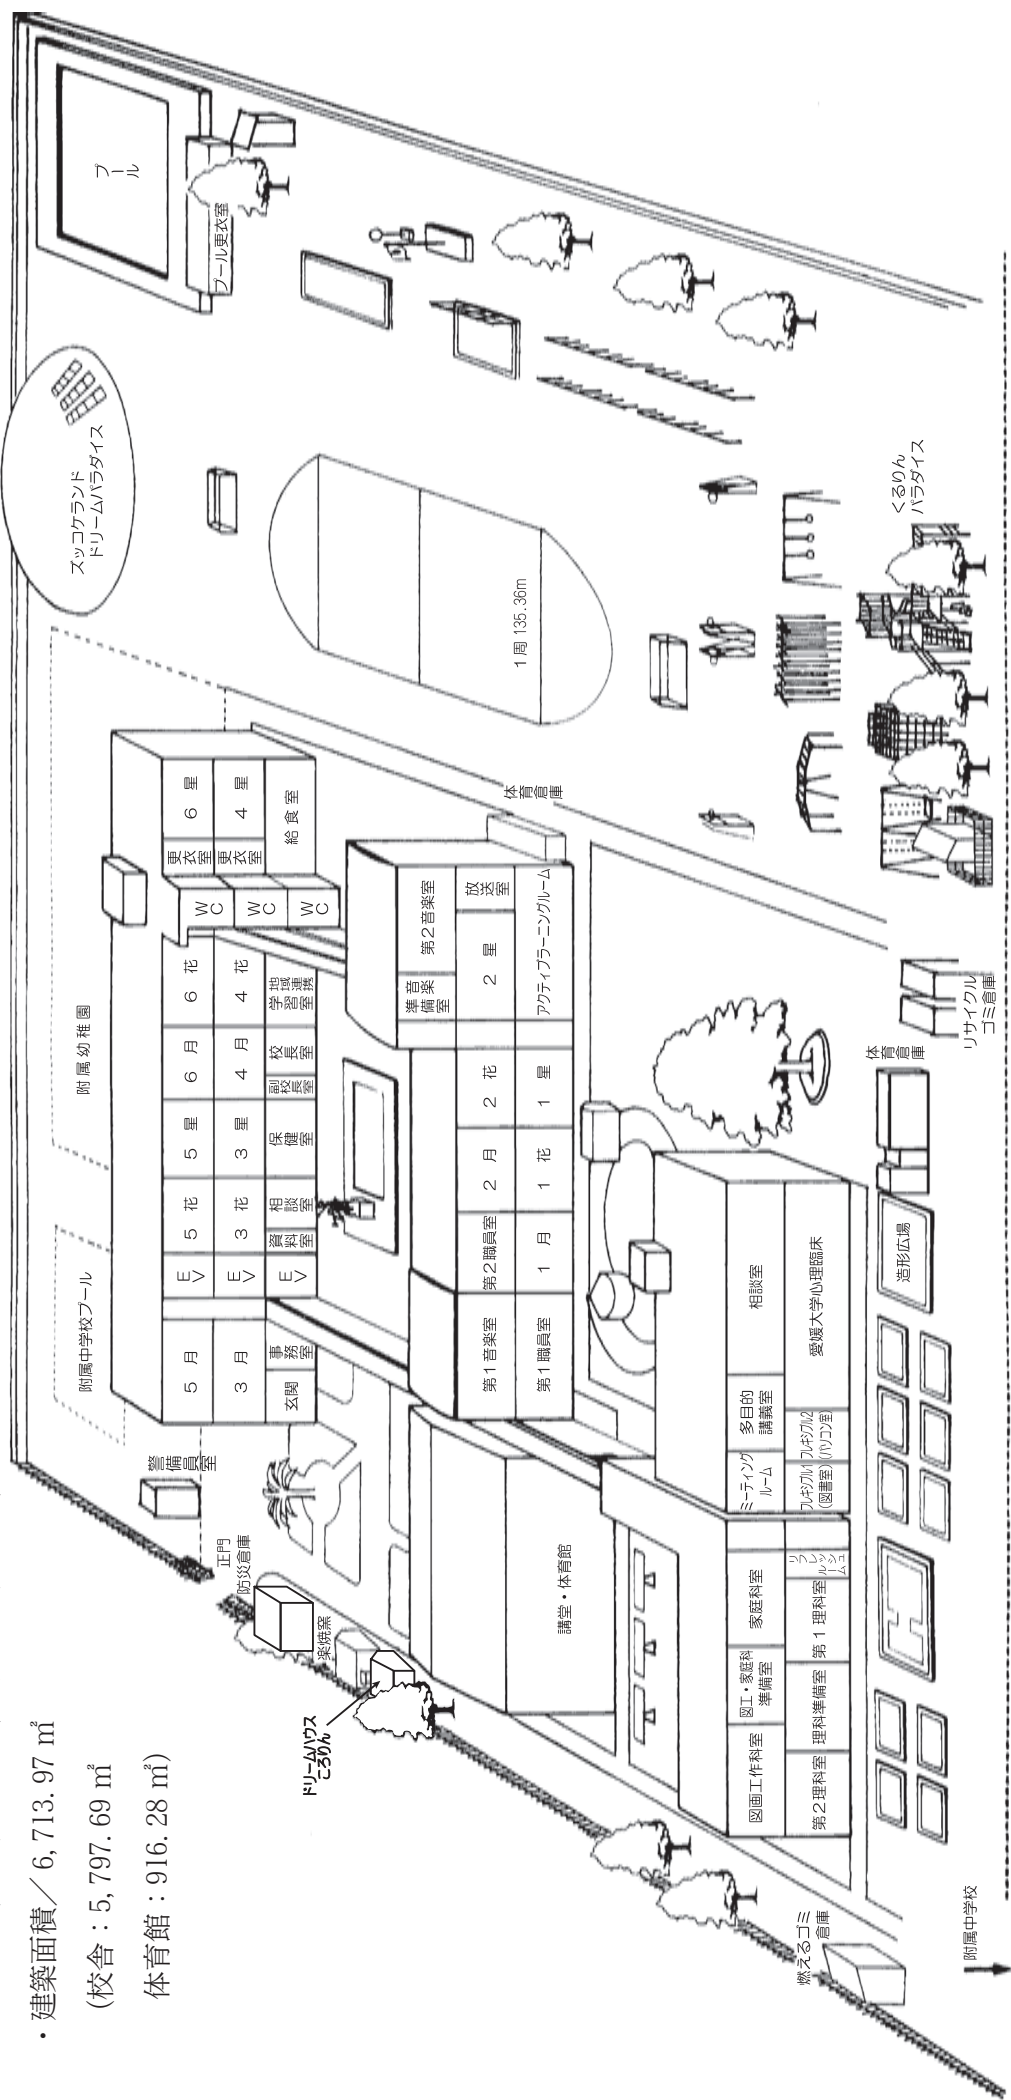 ・建築面積／6,713.97 ㎡
(校舎：5,797.69 ㎡
体育館：916.28 ㎡)
附属中学校プール
附属幼稚園
ズッコケランド
ドリームパラダイス
プール
プール更衣室
警備員室
正門
防災倉庫
楽焼窯
ドリームハウス
ころりん
5 月
EV
5 花
5 星
6 月
6 花
WC
更衣室
6 星
3 月
EV
3 花
3 星
4 月
4 花
WC
更衣室
4 星
玄関
事務室
EV
資料室
相談室
保健室
副校長室
校長室
地域連携
学習室
WC
給食室
1周 135.36m
体育倉庫
音楽
準備室
第2音楽室
第1音楽室
第2職員室
2 月
2 花
2 星
放送室
第1職員室
1 月
1 花
1 星
アクティブラーニングルーム
講堂・体育館
図画工作科室
図工・家庭科
準備室
家庭科室
ミーティング
ルーム
多目的
講義室
相談室
第2理科室
理科準備室
第1理科室
リフレッシュ
ルーム
フレキシブル1
(図書室)
フレキシブル2
(パソコン室)
愛媛大学心理臨床
造形広場
体育倉庫
リサイクル
ゴミ倉庫
くるりん
パラダイス
燃えるゴミ
倉庫
附属中学校